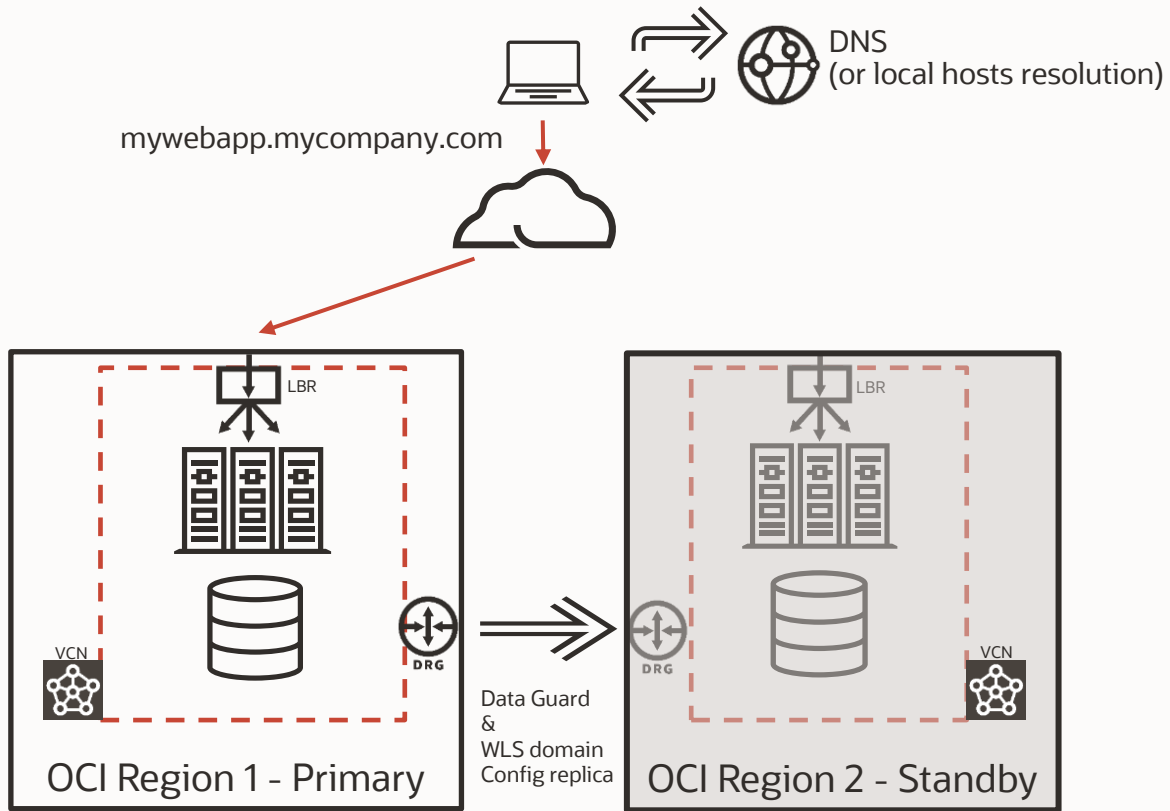 DNS
(or local hosts resolution)
mywebapp.mycompany.com
LBR
VCN
DRG
OCI Region 1 - Primary
Data Guard
&
WLS domain
Config replica
LBR
DRG
VCN
OCI Region 2 - Standby